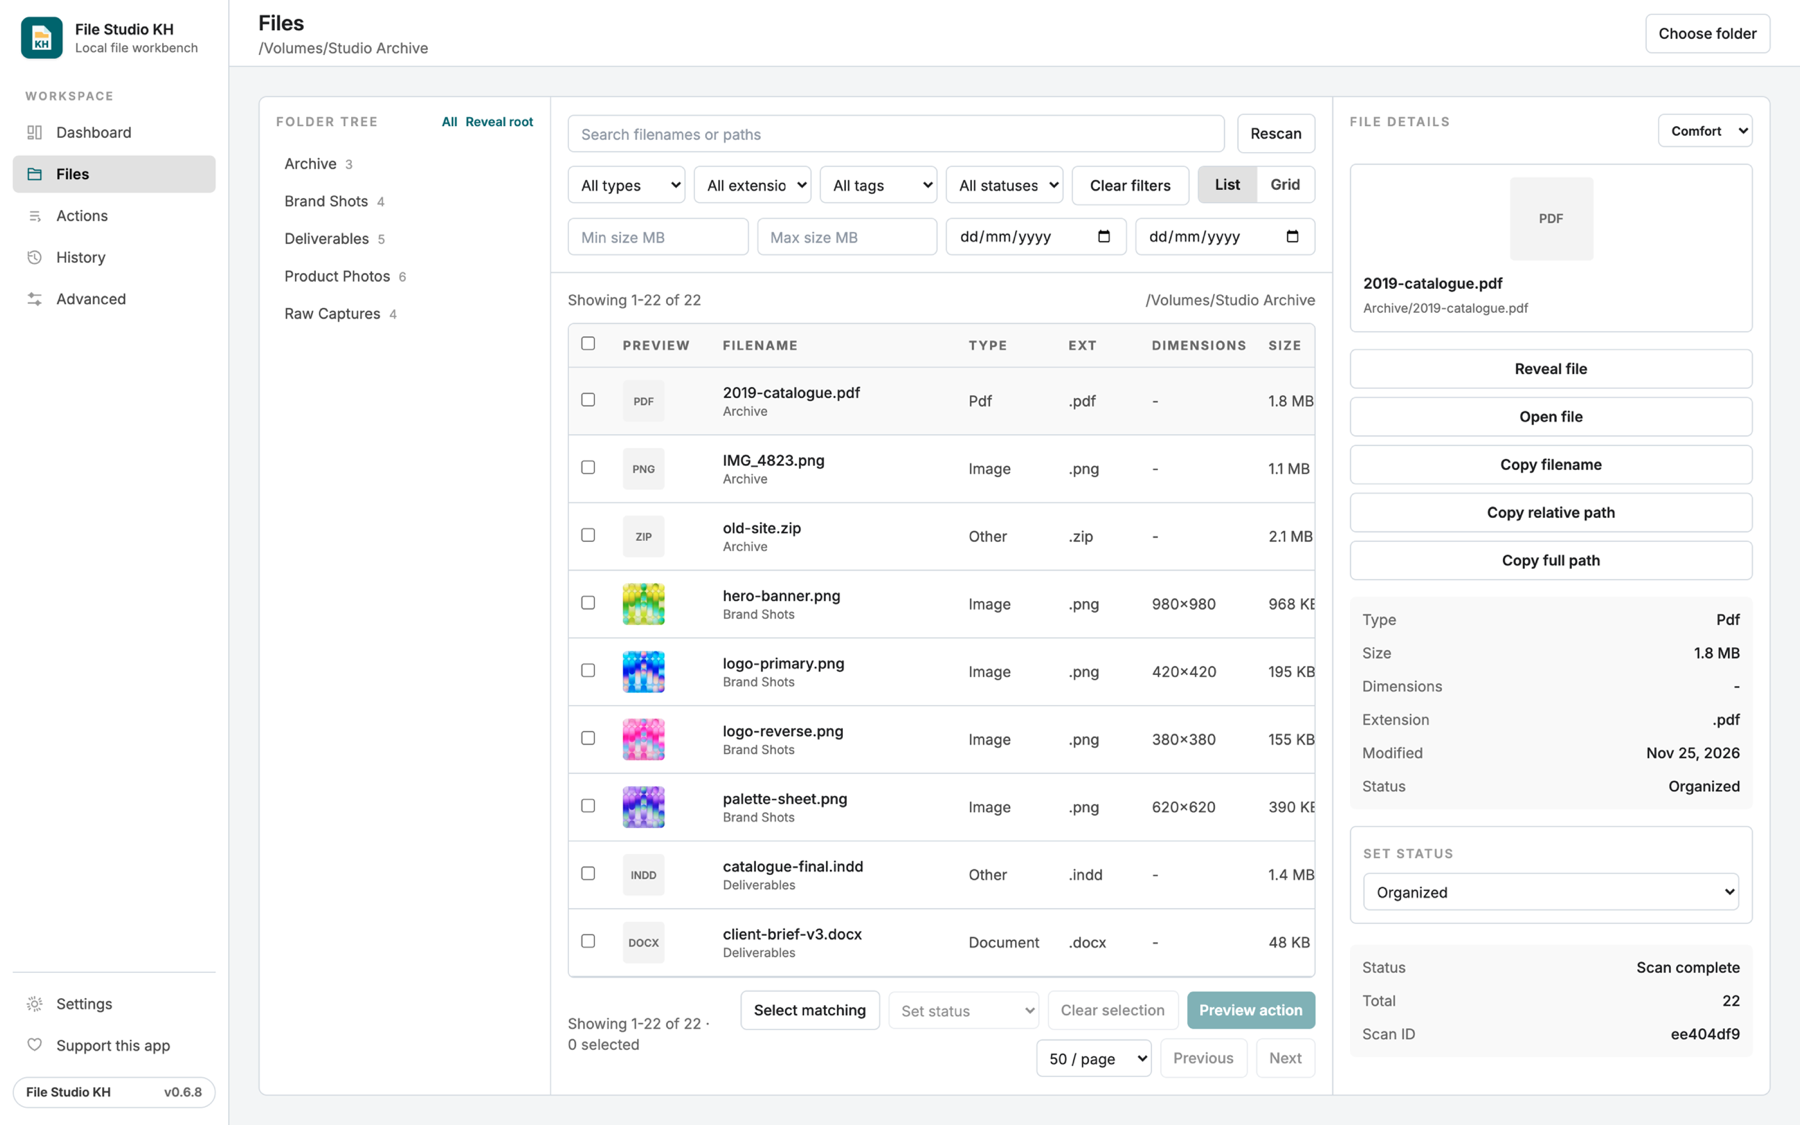 KH
File Studio KH
Local file workbench
WORKSPACE
Dashboard
Files
Actions
History
Advanced
Settings
Support this app
File Studio KH v0.6.8
Files
/Volumes/Studio Archive
Choose folder
FOLDER TREE
All Reveal root
Archive 3
Brand Shots 4
Deliverables 5
Product Photos 6
Raw Captures 4
Search filenames or paths
Rescan
All types All extensio All tags All statuses Clear filters List Grid
Min size MB Max size MB dd/mm/yyyy dd/mm/yyyy
Showing 1-22 of 22 /Volumes/Studio Archive
PREVIEW FILENAME TYPE EXT DIMENSIONS SIZE
PDF 2019-catalogue.pdf Pdf .pdf - 1.8 MB
Archive
PNG IMG_4823.png Image .png - 1.1 MB
Archive
ZIP old-site.zip Other .zip - 2.1 MB
Archive
hero-banner.png Image .png 980×980 968 KB
Brand Shots
logo-primary.png Image .png 420×420 195 KB
Brand Shots
logo-reverse.png Image .png 380×380 155 KB
Brand Shots
palette-sheet.png Image .png 620×620 390 KB
Brand Shots
INDD catalogue-final.indd Other .indd - 1.4 MB
Deliverables
DOCX client-brief-v3.docx Document .docx - 48 KB
Deliverables
Showing 1-22 of 22 ·
0 selected
Select matching Set status Clear selection Preview action
50 / page Previous Next
FILE DETAILS
Comfort
PDF
2019-catalogue.pdf
Archive/2019-catalogue.pdf
Reveal file
Open file
Copy filename
Copy relative path
Copy full path
Type Pdf
Size 1.8 MB
Dimensions -
Extension .pdf
Modified Nov 25, 2026
Status Organized
SET STATUS
Organized
Status Scan complete
Total 22
Scan ID ee404df9